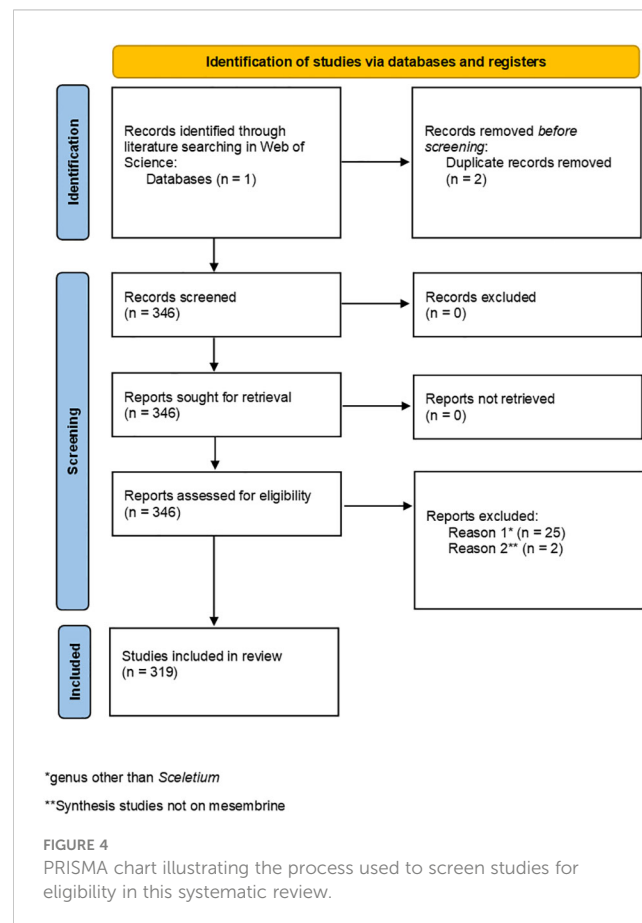 Identification of studies via databases and registers
Identification
Records identified through
literature searching in Web of
Science:
Databases (n = 1)
Records removed before
screening:
Duplicate records removed
(n = 2)
Screening
Records screened
(n = 346)
Records excluded
(n = 0)
Reports sought for retrieval
(n = 346)
Reports not retrieved
(n = 0)
Reports assessed for eligibility
(n = 346)
Reports excluded:
Reason 1* (n = 25)
Reason 2** (n = 2)
Included
Studies included in review
(n = 319)
*genus other than Sceletium
**Synthesis studies not on mesembrine
FIGURE 4
PRISMA chart illustrating the process used to screen studies for
eligibility in this systematic review.